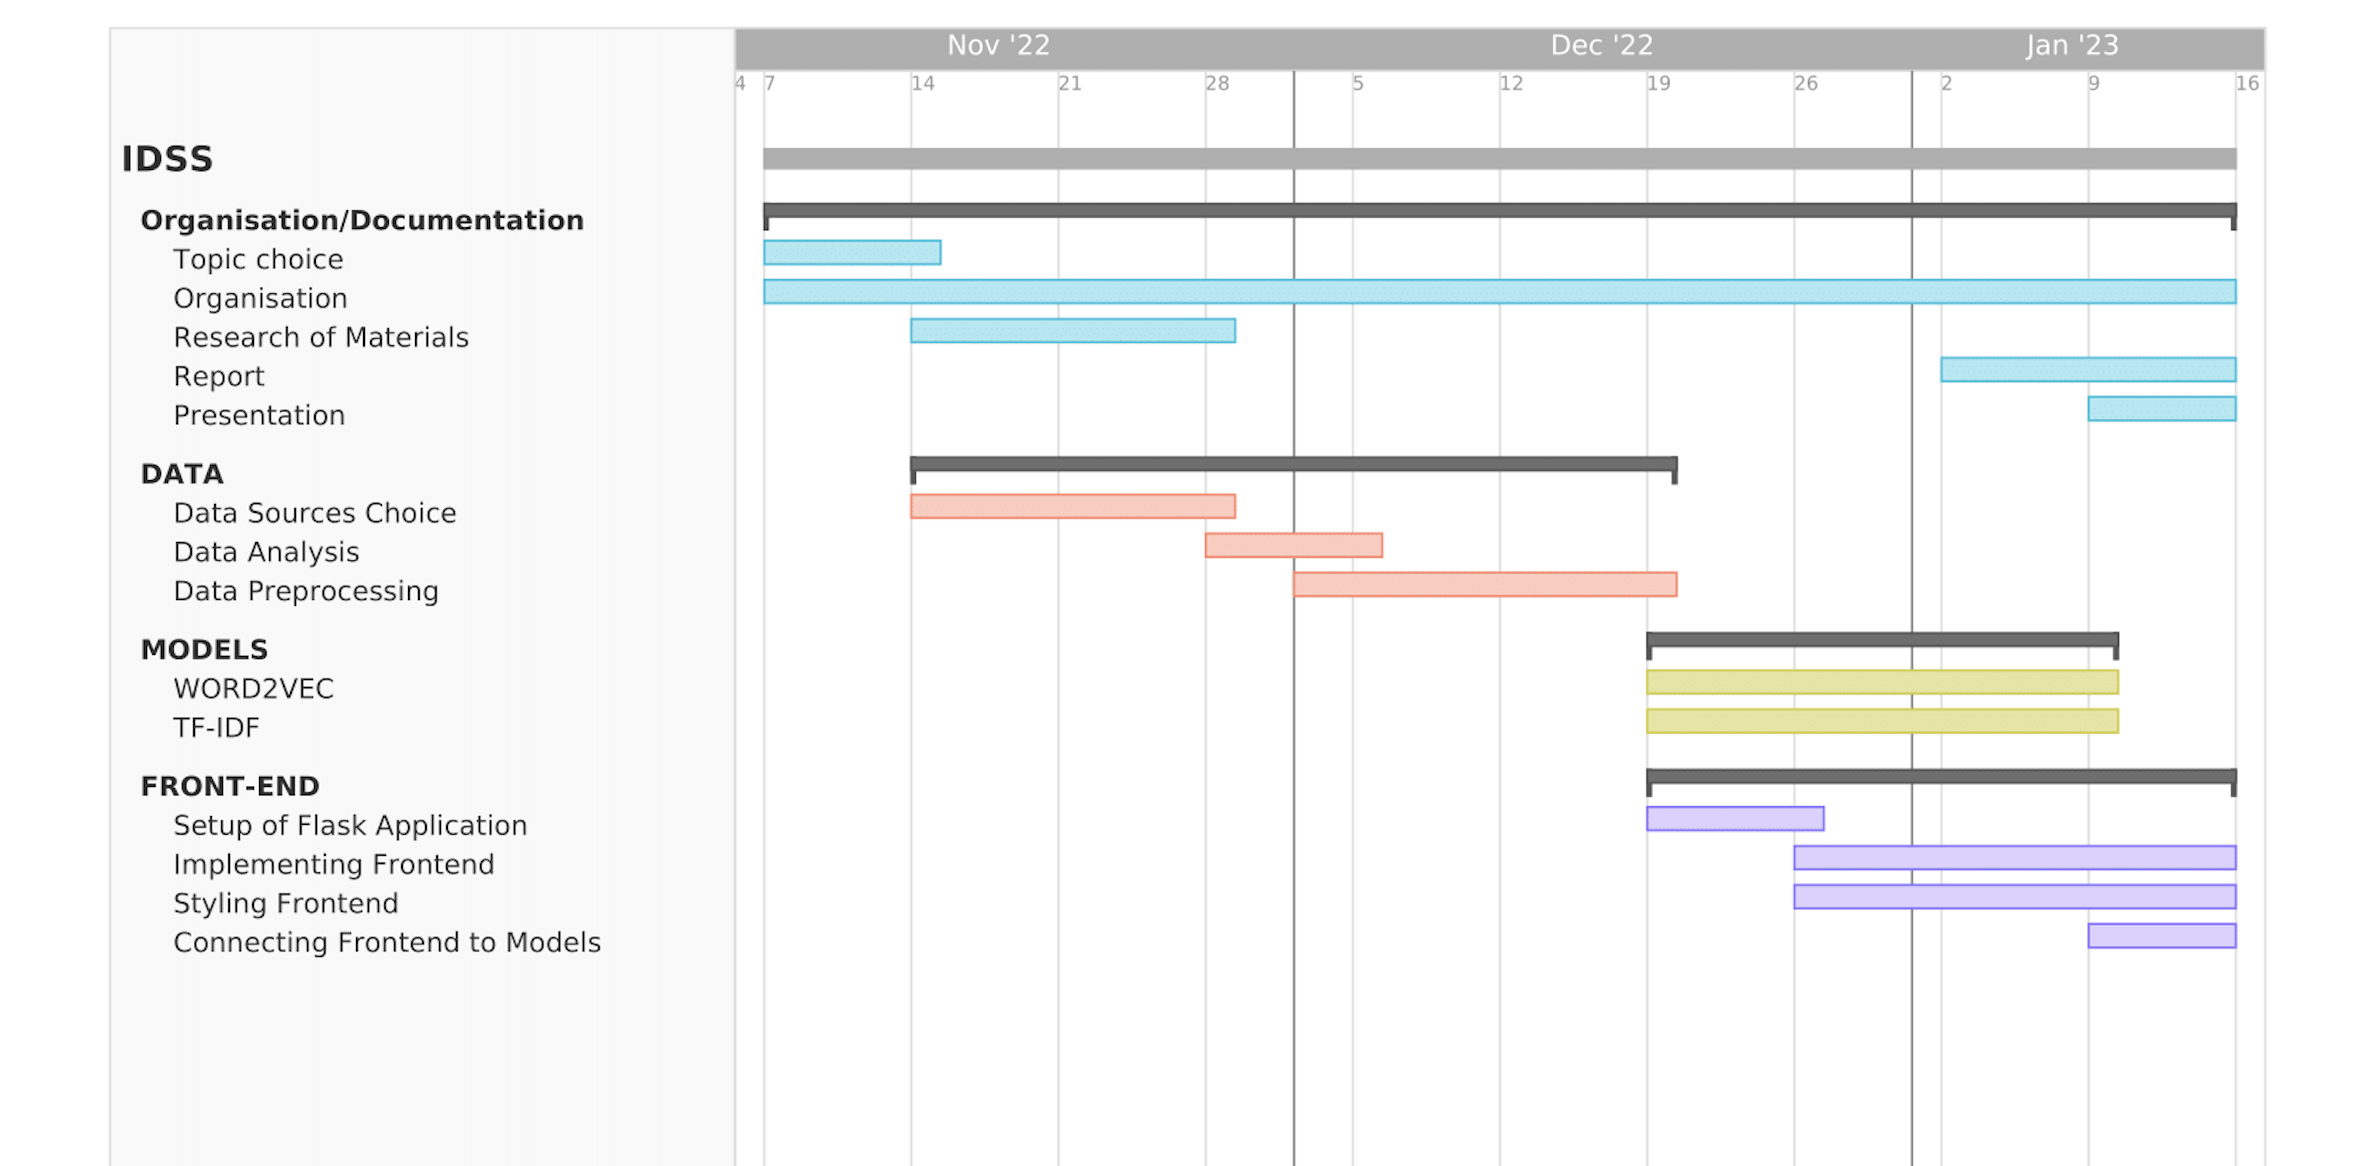 Nov '22 Dec '22 Jan '23
4 7 14 21 28 5 12 19 26 2 9 16
IDSS
Organisation/Documentation
Topic choice
Organisation
Research of Materials
Report
Presentation
DATA
Data Sources Choice
Data Analysis
Data Preprocessing
MODELS
WORD2VEC
TF-IDF
FRONT-END
Setup of Flask Application
Implementing Frontend
Styling Frontend
Connecting Frontend to Models